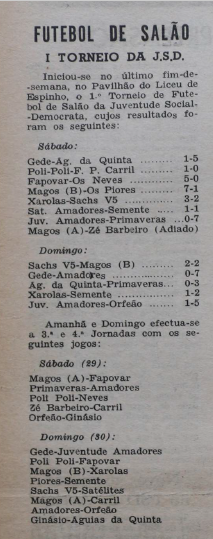 FUTEBOL DE SALÃO
I TORNEIO DA J.S.D.
Iniciou-se no último fim-de-
-semana, no Pavilhão do Liceu de
Espinho, o 1.º Torneio de Fute-
bol de Salão da Juventude Social-
-Democrata, cujos resultados fo-
ram os seguintes:
Sábado:
Gede-Ag. da Quinta ......... 1-5
Poli-Poli-F. P. Carril ...... 1-0
Fapovar-Os Neves ......... 5-0
Magos (B)-Os Piores ...... 7-1
Xarolas-Sachs V5 ......... 3-2
Sat. Amadores-Semente ... 1-1
Juv. Amadores-Primaveras ...0-7
Magos (A)-Zé Barbeiro (Adiado)
Domingo:
Sachs V5-Magos (B) ......... 2-2
Gede-Amadores ............ 0-7
Ag. da Quinta-Primaveras... 0-3
Xarolas-Semente ............ 1-2
Juv. Amadores-Orfeão ...... 1-5
Amanhã e Domingo efectua-se
a 3.ª e 4.ª Jornadas com os se-
guintes jogos:
Sábado (29):
Magos (A)-Fapovar
Primaveras-Amadores
Poli Poli-Neves
Zé Barbeiro-Carril
Orfeão-Ginásio
Domingo (30):
Gede-Juventude Amadores
Poli Poli-Fapovar
Magos (B)-Xarolas
Piores-Semente
Sachs V5-Satélites
Magos (A)-Carril
Amadores-Orfeão
Ginásio-Aguias da Quinta